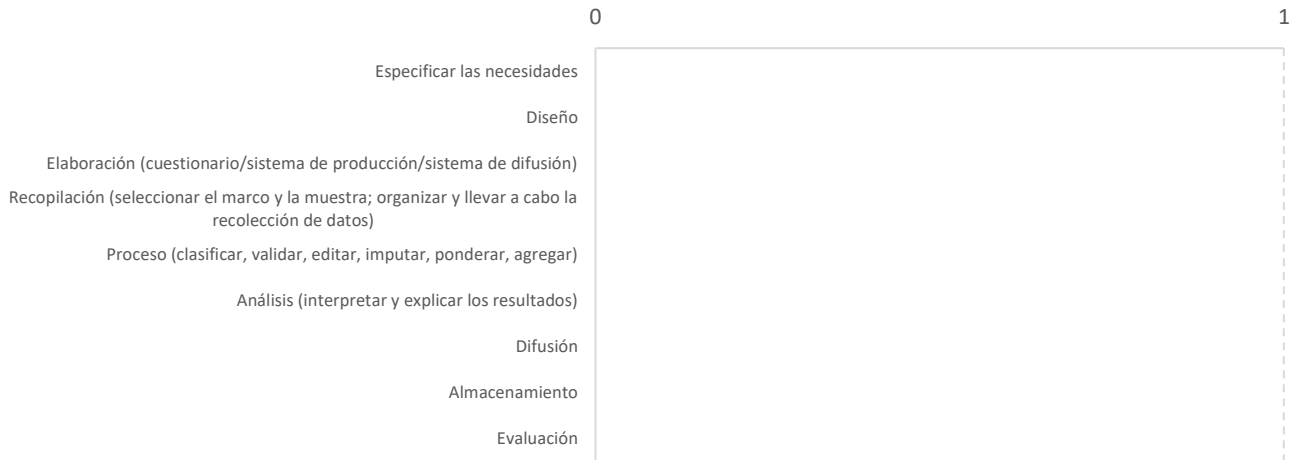 0 1
Especificar las necesidades
Diseño
Elaboración (cuestionario/sistema de producción/sistema de difusión)
Recopilación (seleccionar el marco y la muestra; organizar y llevar a cabo la
recolección de datos)
Proceso (clasificar, validar, editar, imputar, ponderar, agregar)
Análisis (interpretar y explicar los resultados)
Difusión
Almacenamiento
Evaluación